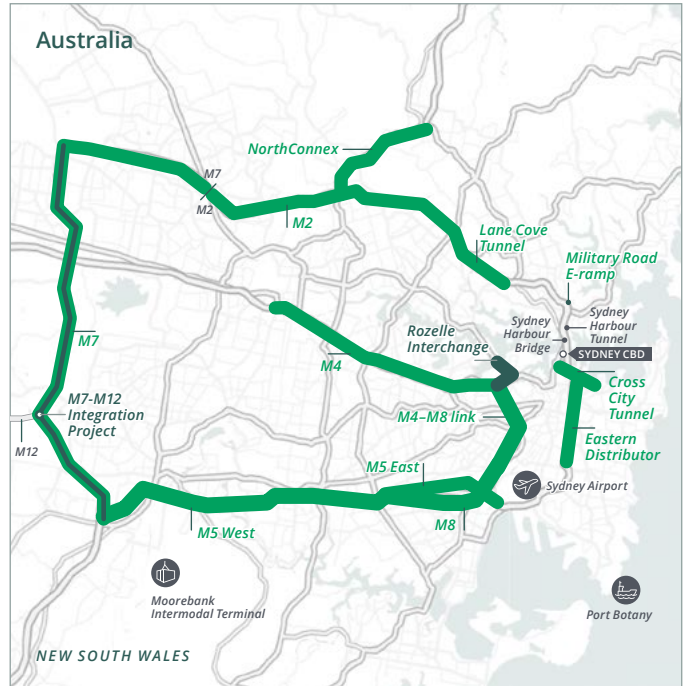 Australia
NorthConnex
M7
M2
M2
Lane Cove
Tunnel
Military Road
E-ramp
Sydney
Harbour
Tunnel
Sydney
Harbour
Bridge
SYDNEY CBD
Rozelle
Interchange
M7
M4
Cross
City
Tunnel
M7-M12
Integration
Project
M12
M4–M8 link
Eastern
Distributor
M5 East
Sydney Airport
M5 West
M8
Moorebank
Intermodal Terminal
Port Botany
NEW SOUTH WALES